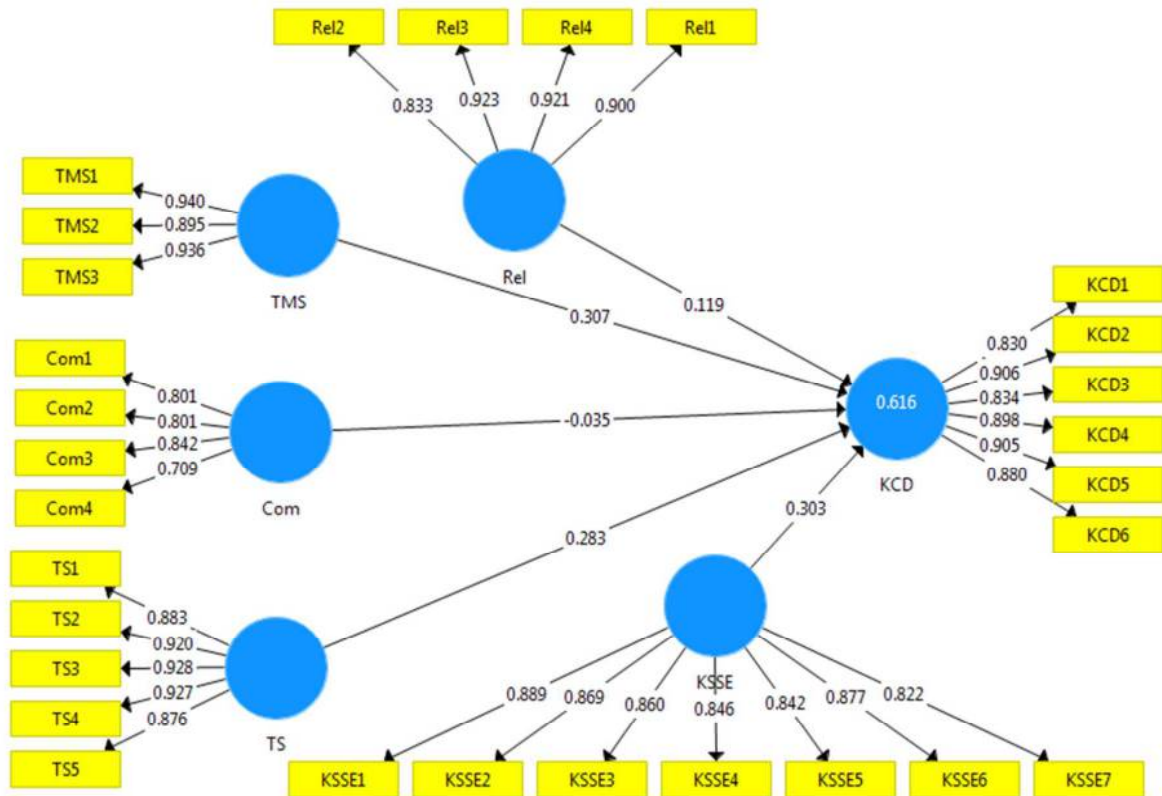 Rel2
Rel3
Rel4
Rel1
0.833
0.923
0.921
0.900
Rel
TMS1
TMS2
TMS3
0.940
0.895
0.936
TMS
0.307
0.119
Com1
Com2
Com3
Com4
0.801
0.801
0.842
0.709
Com
-0.035
0.616
KCD
0.830
0.906
0.834
0.898
0.905
0.880
KCD1
KCD2
KCD3
KCD4
KCD5
KCD6
TS1
TS2
TS3
TS4
TS5
0.883
0.920
0.928
0.927
0.876
TS
0.283
0.303
KSSE
0.889
0.869
0.860
0.846
0.842
0.877
0.822
KSSE1
KSSE2
KSSE3
KSSE4
KSSE5
KSSE6
KSSE7